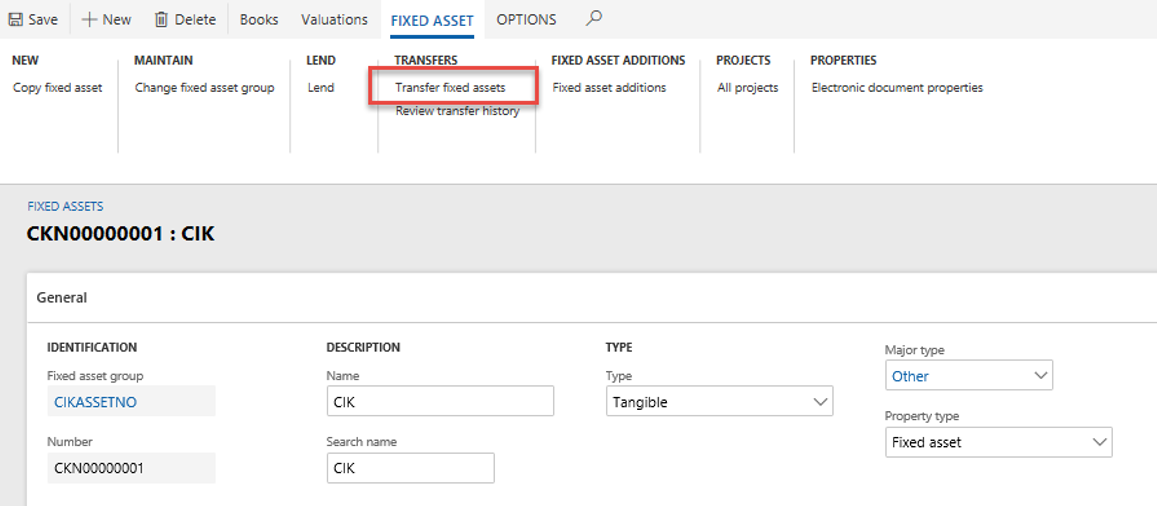 Save New Delete Books Valuations FIXED ASSET OPTIONS
NEW MAINTAIN LEND TRANSFERS FIXED ASSET ADDITIONS PROJECTS PROPERTIES
Copy fixed asset Change fixed asset group Lend Transfer fixed assets Fixed asset additions All projects Electronic document properties
Review transfer history
FIXED ASSETS
CKN00000001 : CIK
General
IDENTIFICATION DESCRIPTION TYPE
Major type
Fixed asset group Name Type
Other
CIKASSETNO CIK Tangible
Property type
Number Search name
Fixed asset
CKN00000001 CIK